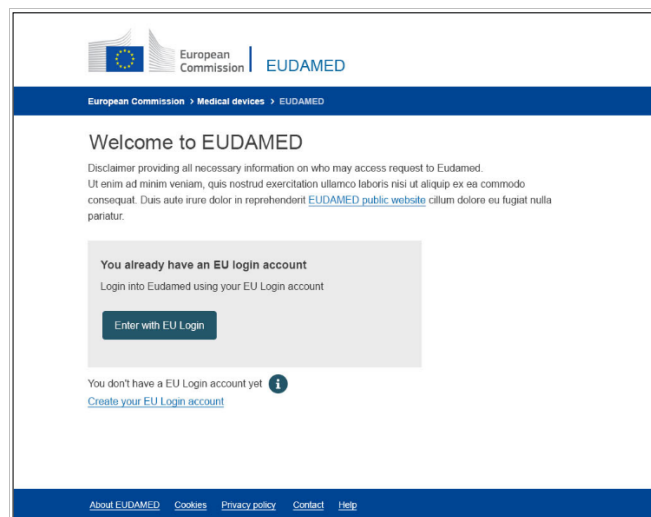 European
Commission
EUDAMED
European Commission > Medical devices > EUDAMED
Welcome to EUDAMED
Disclaimer providing all necessary information on who may access request to Eudamed.
Ut enim ad minim veniam, quis nostrud exercitation ullamco laboris nisi ut aliquip ex ea commodo
consequat. Duis aute irure dolor in reprehenderit EUDAMED public website cillum dolore eu fugiat nulla
pariatur.
You already have an EU login account
Login into Eudamed using your EU Login account
Enter with EU Login
You don't have a EU Login account yet i
Create your EU Login account
About EUDAMED Cookies Privacy policy Contact Help